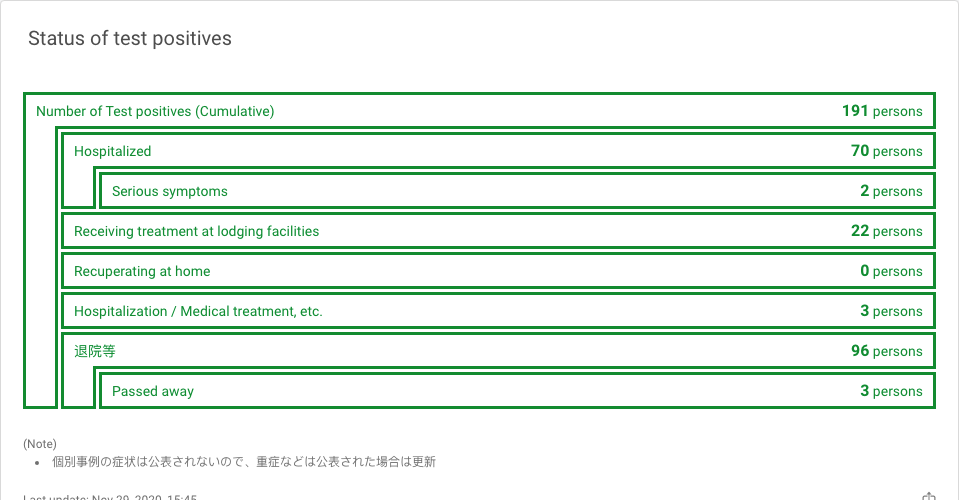 Status of test positives
Number of Test positives (Cumulative) 191 persons
Hospitalized 70 persons
Serious symptoms 2 persons
Receiving treatment at lodging facilities 22 persons
Recuperating at home 0 persons
Hospitalization / Medical treatment, etc. 3 persons
退院等 96 persons
Passed away 3 persons
(Note)
• 個別事例の症状は公表されないので、重症などは公表された場合は更新
Last update: Nov 29, 2020, 15:45